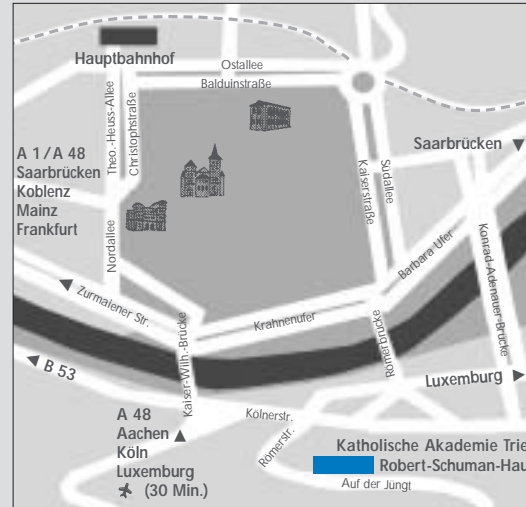 Hauptbahnhof
Ostallee
Balduinstraße
Theo.-Heuss-Allee
Christophstraße
A 1/A 48
Saarbrücken
Koblenz
Mainz
Frankfurt
Saarbrücken
Kaiserstraße
Südallee
Nordallee
Barbara-Ufer
Konrad-Adenauer-Brücke
Zurmaiener Str.
Krahnenufer
Kaiser-Wilh.-Brücke
Römerbrücke
B 53
Luxemburg
A 48
Aachen
Köln
Luxemburg
(30 Min.)
Kölnerstr.
Römerstr.
Katholische Akademie Trie
Robert-Schuman-Hau
Auf der Jüngt